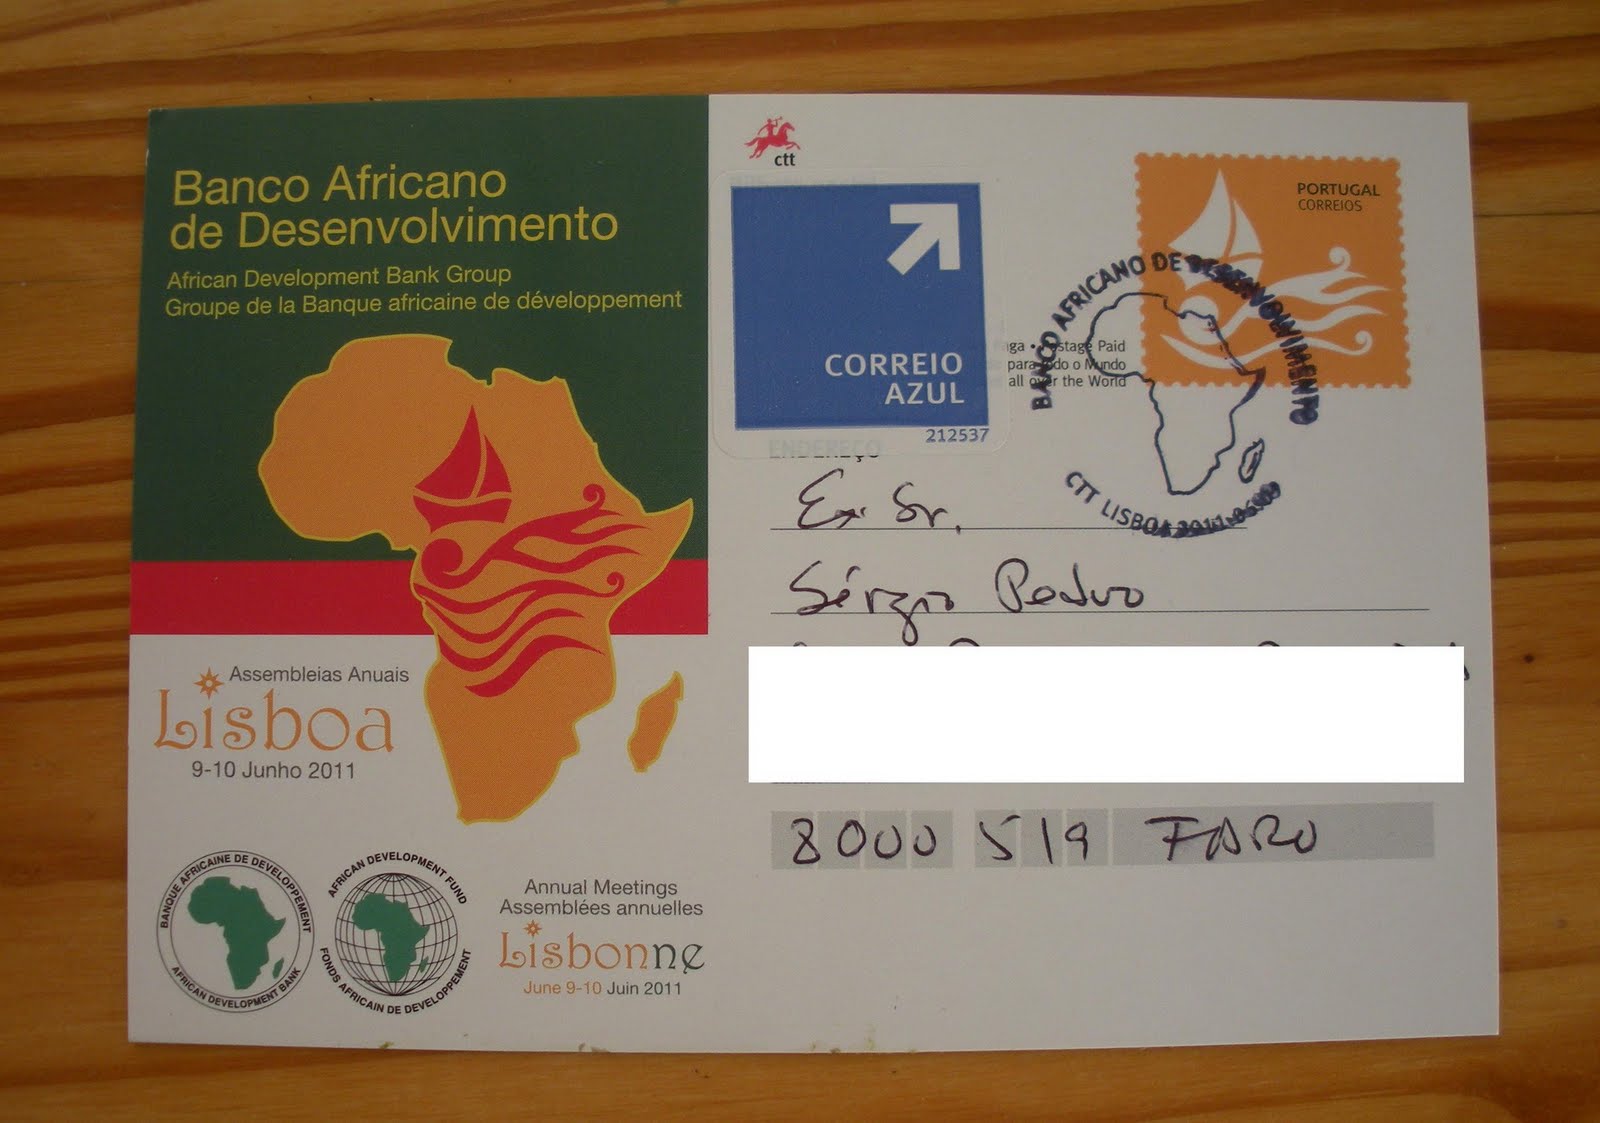 Banco Africano
de Desenvolvimento
African Development Bank Group
Groupe de la Banque africaine de développement
Assembleias Anuais
Lisboa
9-10 Junho 2011
BANQUE AFRICAINE DE DEVELOPPEMENT
AFRICAN DEVELOPMENT BANK
AFRICAN DEVELOPMENT FUND
FONDS AFRICAIN DE DEVELOPPEMENT
Annual Meetings
Assemblées annuelles
Lisbonne
June 9-10 Juin 2011
ctt
CORREIO
AZUL
212537
PORTUGAL
CORREIOS
Postage Paid
para todo o Mundo
all over the World
BANCO AFRICANO DE DESENVOLVIMENTO
CTT LISBOA
ENDEREÇO
Ex. Sr.
Sérgio Pedro
8000 519 FARO